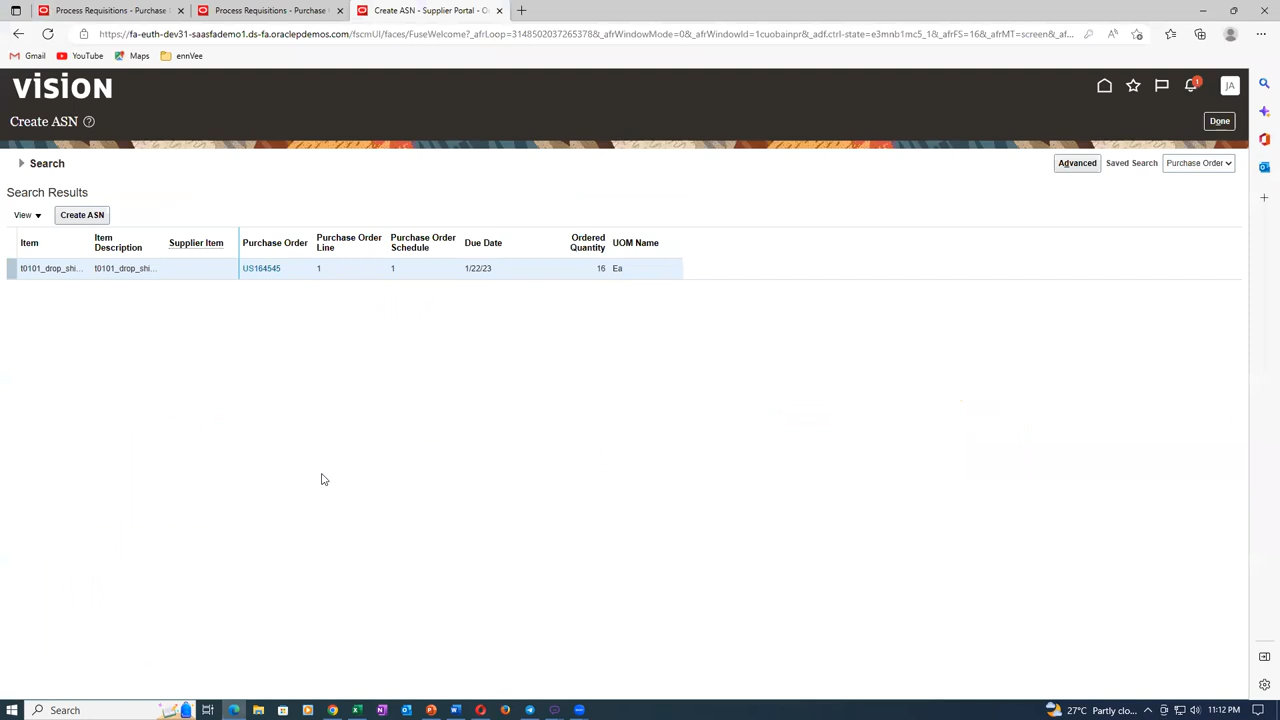 Process Requisitions - Purchase
Process Requisitions - Purchase
Create ASN - Supplier Portal - O
https://fa-euth-dev31-saasfademo1.ds-fa.oraclepdemos.com/fscmUI/faces/FuseWelcome?_afrLoop=31485020372653​78&_afrWindowMode=0&_afrWindowId=1cuobainpr&_adf.ctrl-state=e3mnb1mc5_1&_afrFS=16&_afrMT=screen&_a...
Gmail YouTube Maps ennVee
VISION
1
JA
Create ASN
Done
Search
Advanced Saved Search Purchase Order
Search Results
View Create ASN
Item Item Description Supplier Item Purchase Order Purchase Order Line Purchase Order Schedule Due Date Ordered Quantity UOM Name
t0101_drop_shi... t0101_drop_shi... US164545 1 1 1/22/23 16 Ea
Search
27°C Partly clo... 11:12 PM